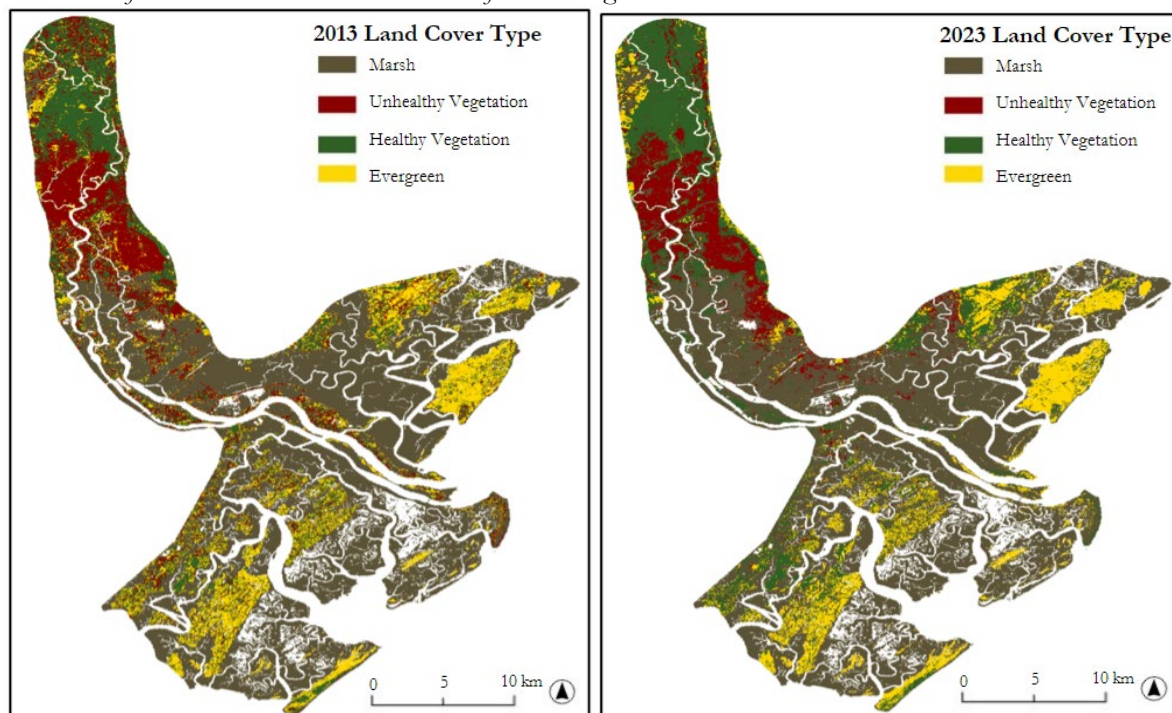 2013 Land Cover Type
Marsh
Unhealthy Vegetation
Healthy Vegetation
Evergreen
0 5 10 km
2023 Land Cover Type
Marsh
Unhealthy Vegetation
Healthy Vegetation
Evergreen
0 5 10 km